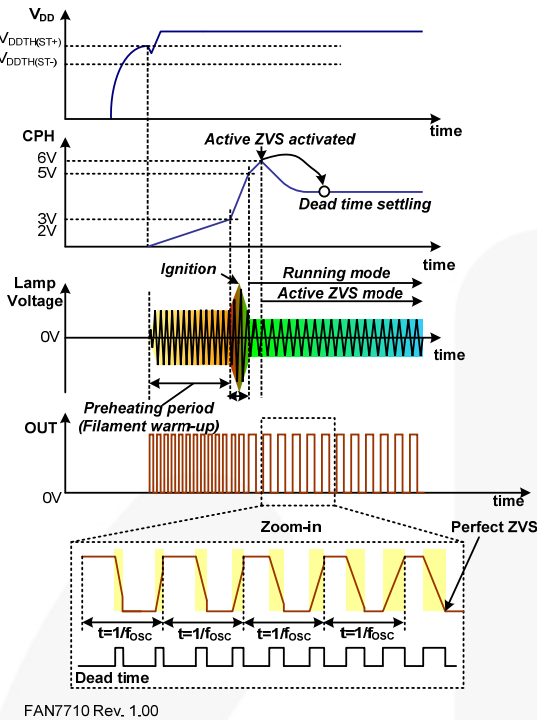 VDD
VDDTH(ST+)
VDDTH(ST-)
time
CPH
Active ZVS activated
6V
5V
Dead time settling
3V
2V
time
Ignition
Running mode
Lamp
Voltage
Active ZVS mode
0V
time
Preheating period
(Filament warm-up)
OUT
0V
time
Zoom-in
Perfect ZVS
t=1/fOSC t=1/fOSC t=1/fOSC t=1/fOSC
Dead time
FAN7710 Rev. 1.00